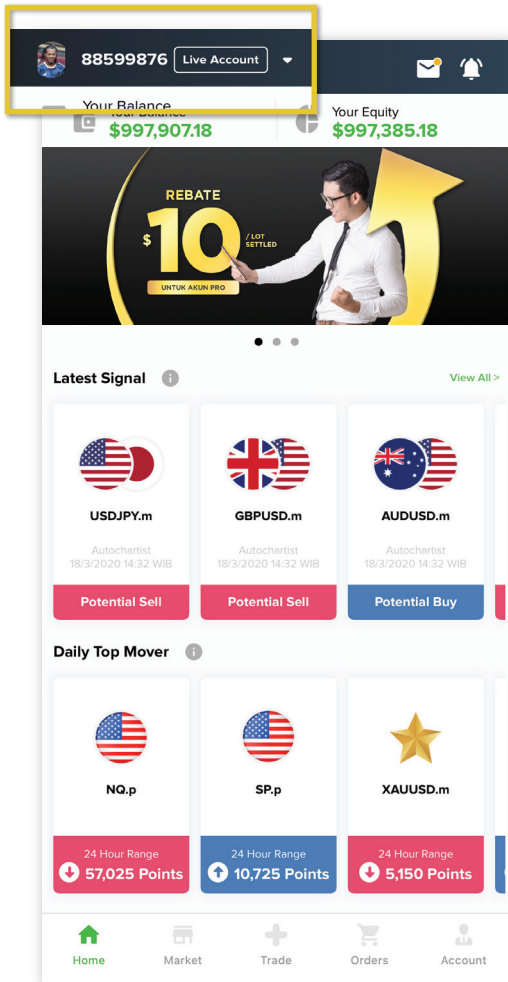 88599876 Live Account
Your Balance
Your Balance
$997,907.18
Your Equity
$997,385.18
REBATE
$10 / LOT SETTLED
UNTUK AKUN PRO
Latest Signal
View All >
USDJPY.m
Autochartist
18/3/2020 14:32 WIB
Potential Sell
GBPUSD.m
Autochartist
18/3/2020 14:32 WIB
Potential Sell
AUDUSD.m
Autochartist
18/3/2020 14:32 WIB
Potential Buy
Daily Top Mover
NQ.p
24 Hour Range
57,025 Points
SP.p
24 Hour Range
10,725 Points
XAUUSD.m
24 Hour Range
5,150 Points
Home Market Trade Orders Account